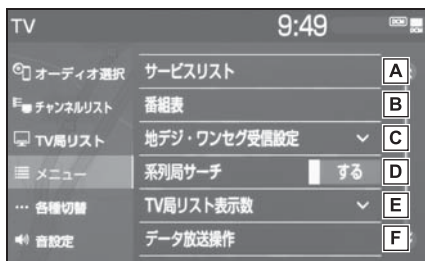 TV 9:49 DCM
オーディオ選択 サービスリスト A
チャンネルリスト 番組表 B
TV局リスト 地デジ・ワンセグ受信設定 C
メニュー 系列局サーチ する D
各種切替 TV局リスト表示数 E
音設定 データ放送操作 F